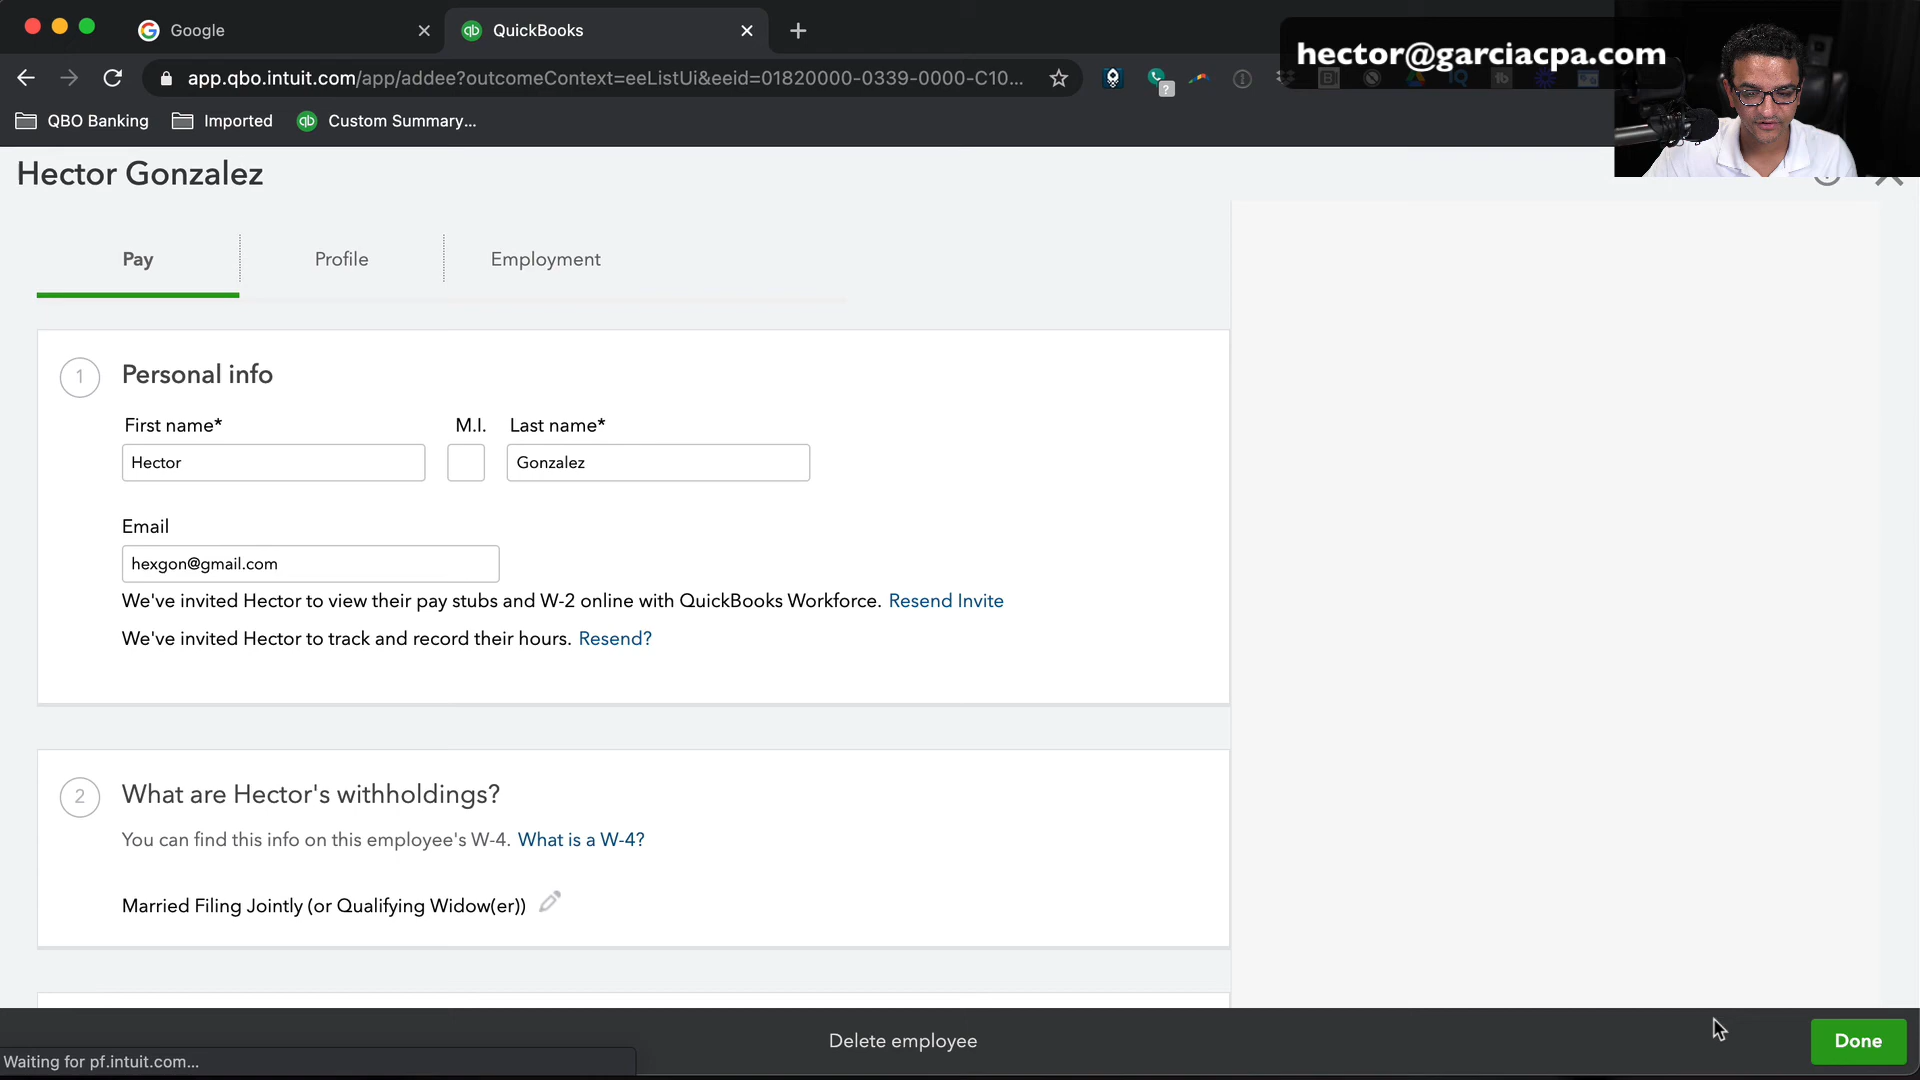 Google
QuickBooks
hector@garciacpa.com
app.qbo.intuit.com/app/addee?outcomeContext=eeListUi&eeid=01820000-0339-0000-C10...
QBO Banking
Imported
Custom Summary...
Hector Gonzalez
Pay
Profile
Employment
1
Personal info
First name*
M.I.
Last name*
Hector
Gonzalez
Email
hexgon@gmail.com
We've invited Hector to view their pay stubs and W-2 online with QuickBooks Workforce. Resend Invite
We've invited Hector to track and record their hours. Resend?
2
What are Hector's withholdings?
You can find this info on this employee's W-4. What is a W-4?
Married Filing Jointly (or Qualifying Widow(er))
Delete employee
Done
Waiting for pf.intuit.com...